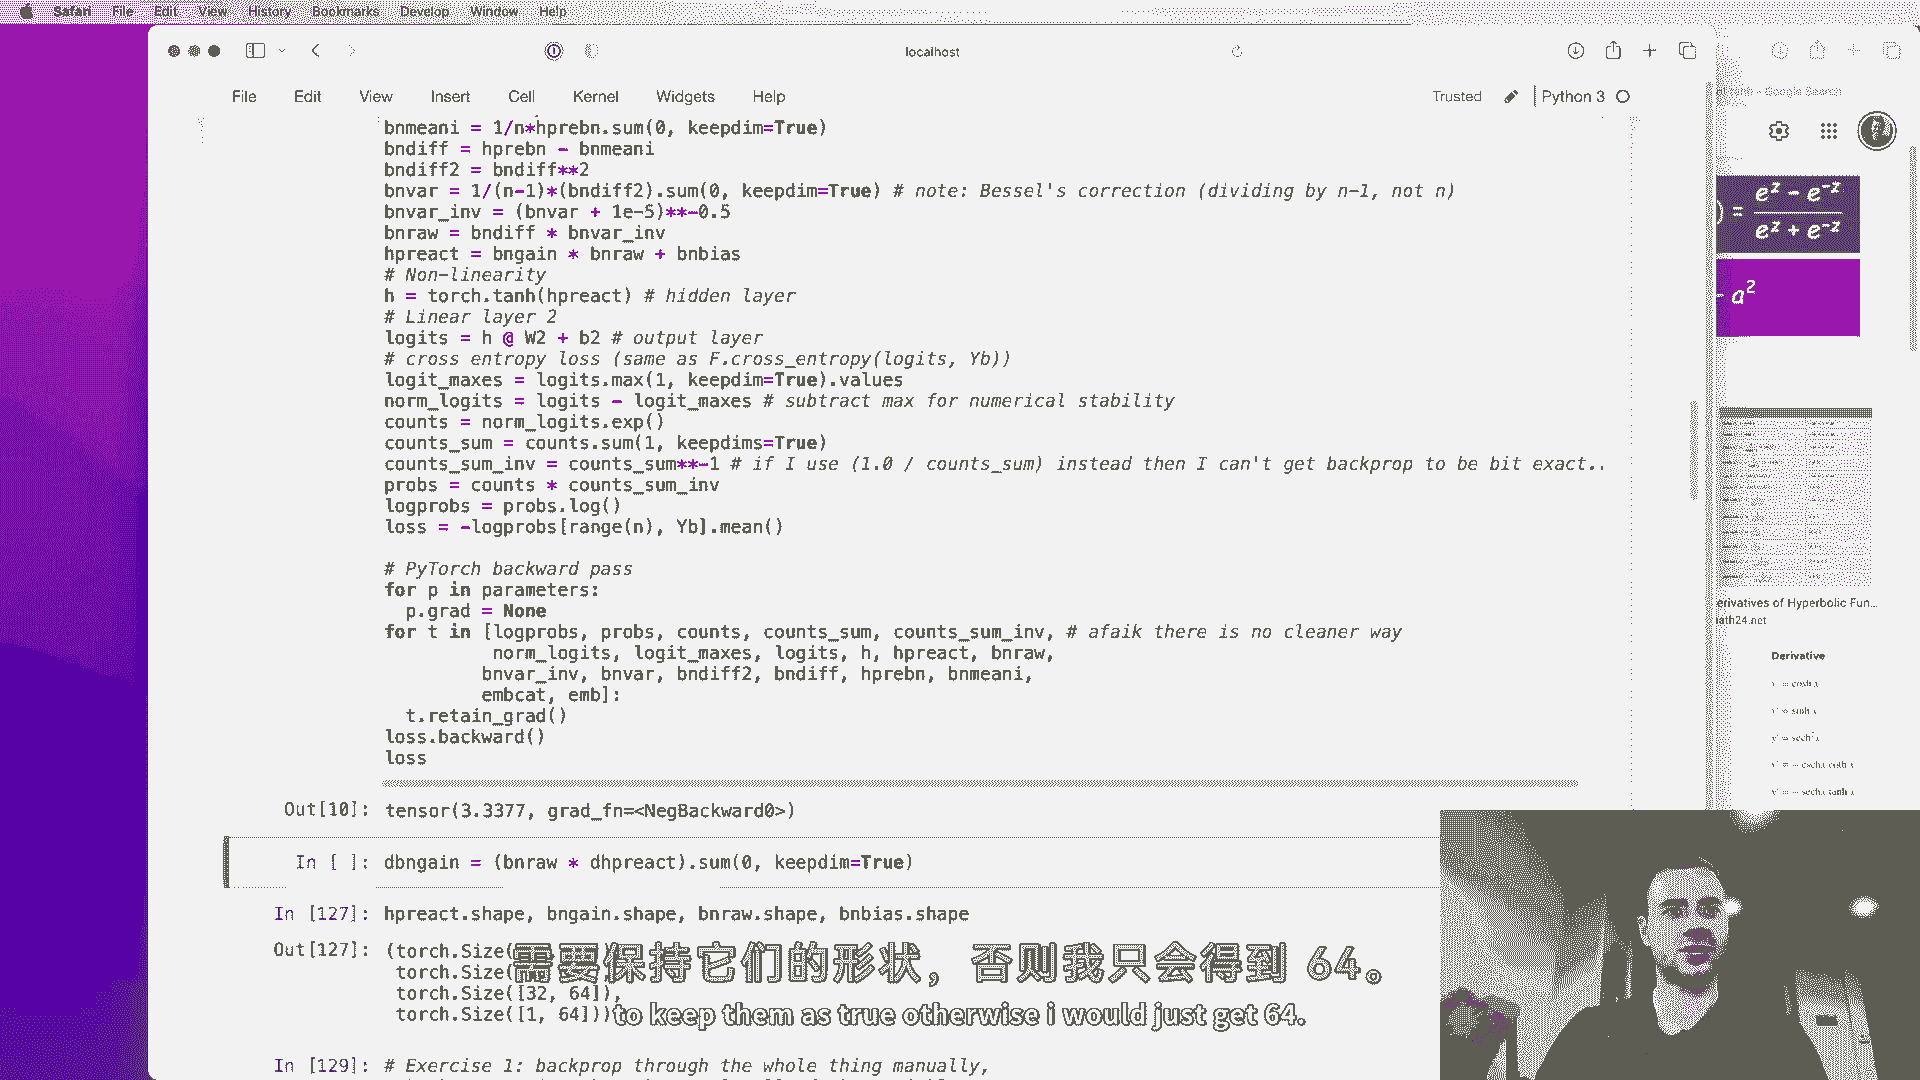 Safari File Edit View History Bookmarks Develop Window Help
localhost
File Edit View Insert Cell Kernel Widgets Help
Trusted Python 3
bnmeani = 1/n*hprebn.sum(0, keepdim=True)
bndiff = hprebn - bnmeani
bndiff2 = bndiff**2
bnvar = 1/(n-1)*(bndiff2).sum(0, keepdim=True) # note: Bessel's correction (dividing by n-1, not n)
bnvar_inv = (bnvar + 1e-5)**-0.5
bnraw = bndiff * bnvar_inv
hpreact = bngain * bnraw + bnbias
# Non-linearity
h = torch.tanh(hpreact) # hidden layer
# Linear layer 2
logits = h @ W2 + b2 # output layer
# cross entropy loss (same as F.cross_entropy(logits, Yb))
logit_maxes = logits.max(1, keepdim=True).values
norm_logits = logits - logit_maxes # subtract max for numerical stability
counts = norm_logits.exp()
counts_sum = counts.sum(1, keepdims=True)
counts_sum_inv = counts_sum**-1 # if I use (1.0 / counts_sum) instead then I can't get backprop to be bit exact..
probs = counts * counts_sum_inv
logprobs = probs.log()
loss = -logprobs[range(n), Yb].mean()
# PyTorch backward pass
for p in parameters:
p.grad = None
for t in [logprobs, probs, counts, counts_sum, counts_sum_inv, # afaik there is no cleaner way
norm_logits, logit_maxes, logits, h, hpreact, bnraw,
bnvar_inv, bnvar, bndiff2, bndiff, hprebn, bnmeani,
embcat, emb]:
t.retain_grad()
loss.backward()
loss
Out[10]: tensor(3.3377, grad_fn=<NegBackward0>)
In [ ]: dbngain = (bnraw * dhpreact).sum(0, keepdim=True)
In [127]: hpreact.shape, bngain.shape, bnraw.shape, bnbias.shape
Out[127]: (torch.Size(
torch.Size(
torch.Size([32, 64]),
torch.Size([1, 64]))
需要保持它们的形状，否则我只会得到 64。
to keep them as true otherwise i would just get 64.
In [129]: # Exercise 1: backprop through the whole thing manually,
- Google Search
) = e^z - e^-z
e^z + e^-z
- a²
erivatives of Hyperbolic Fun...
ath24.net
Derivative